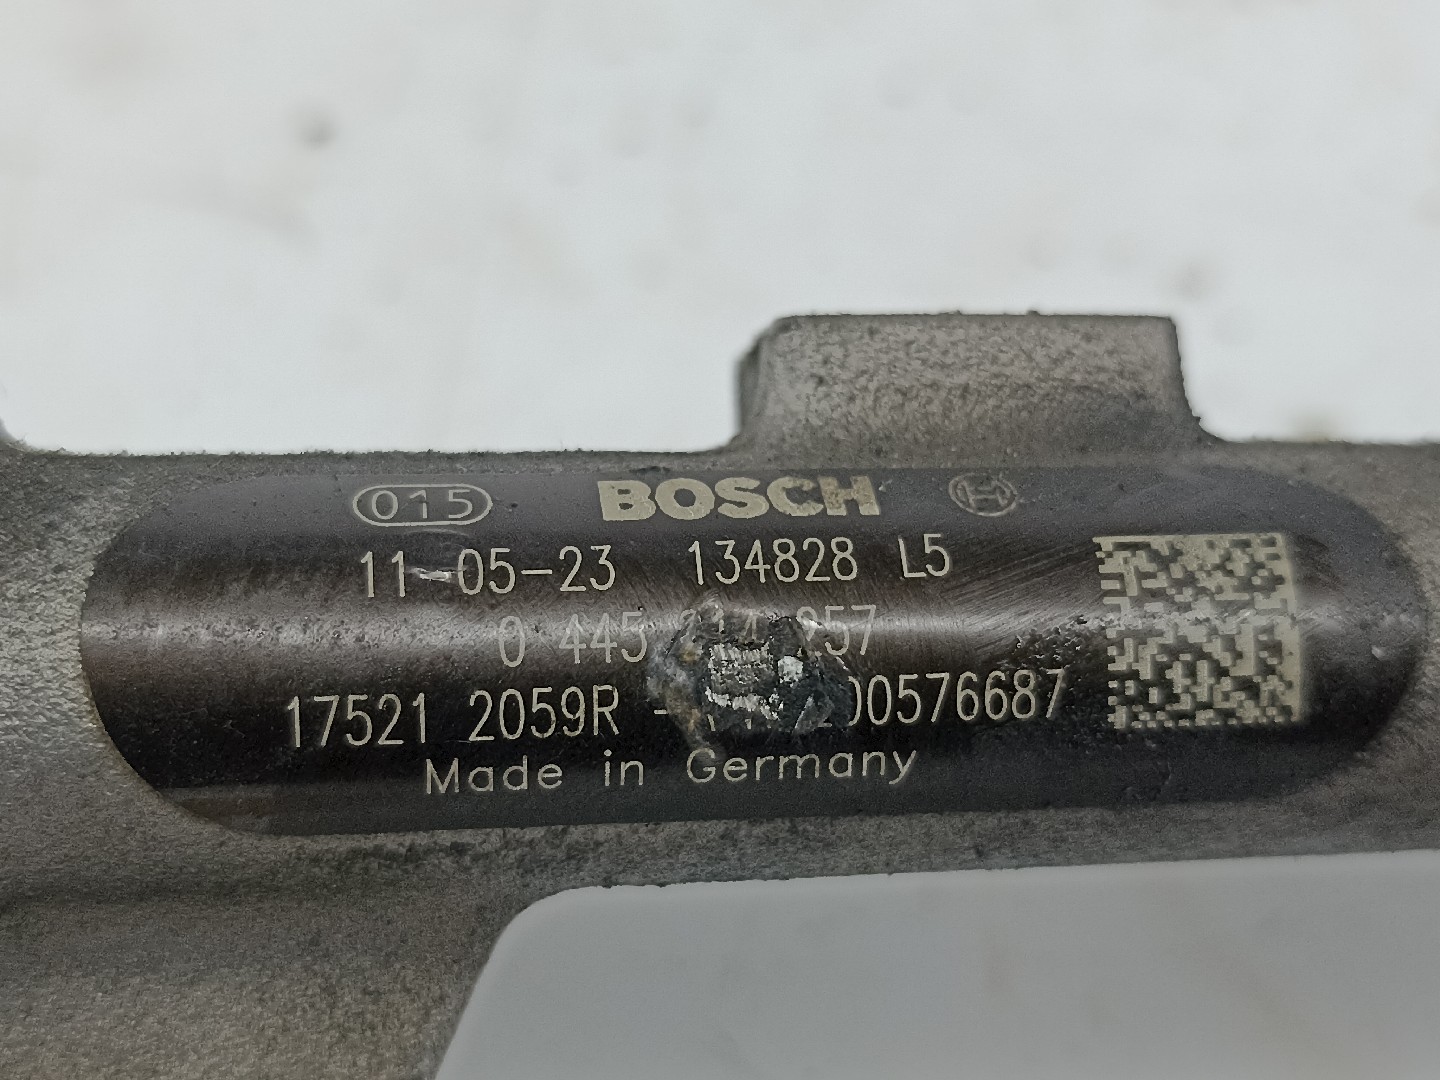 015 BOSCH
11-05-23 134828 L5
0 445
17521 2059R
Made in Germany